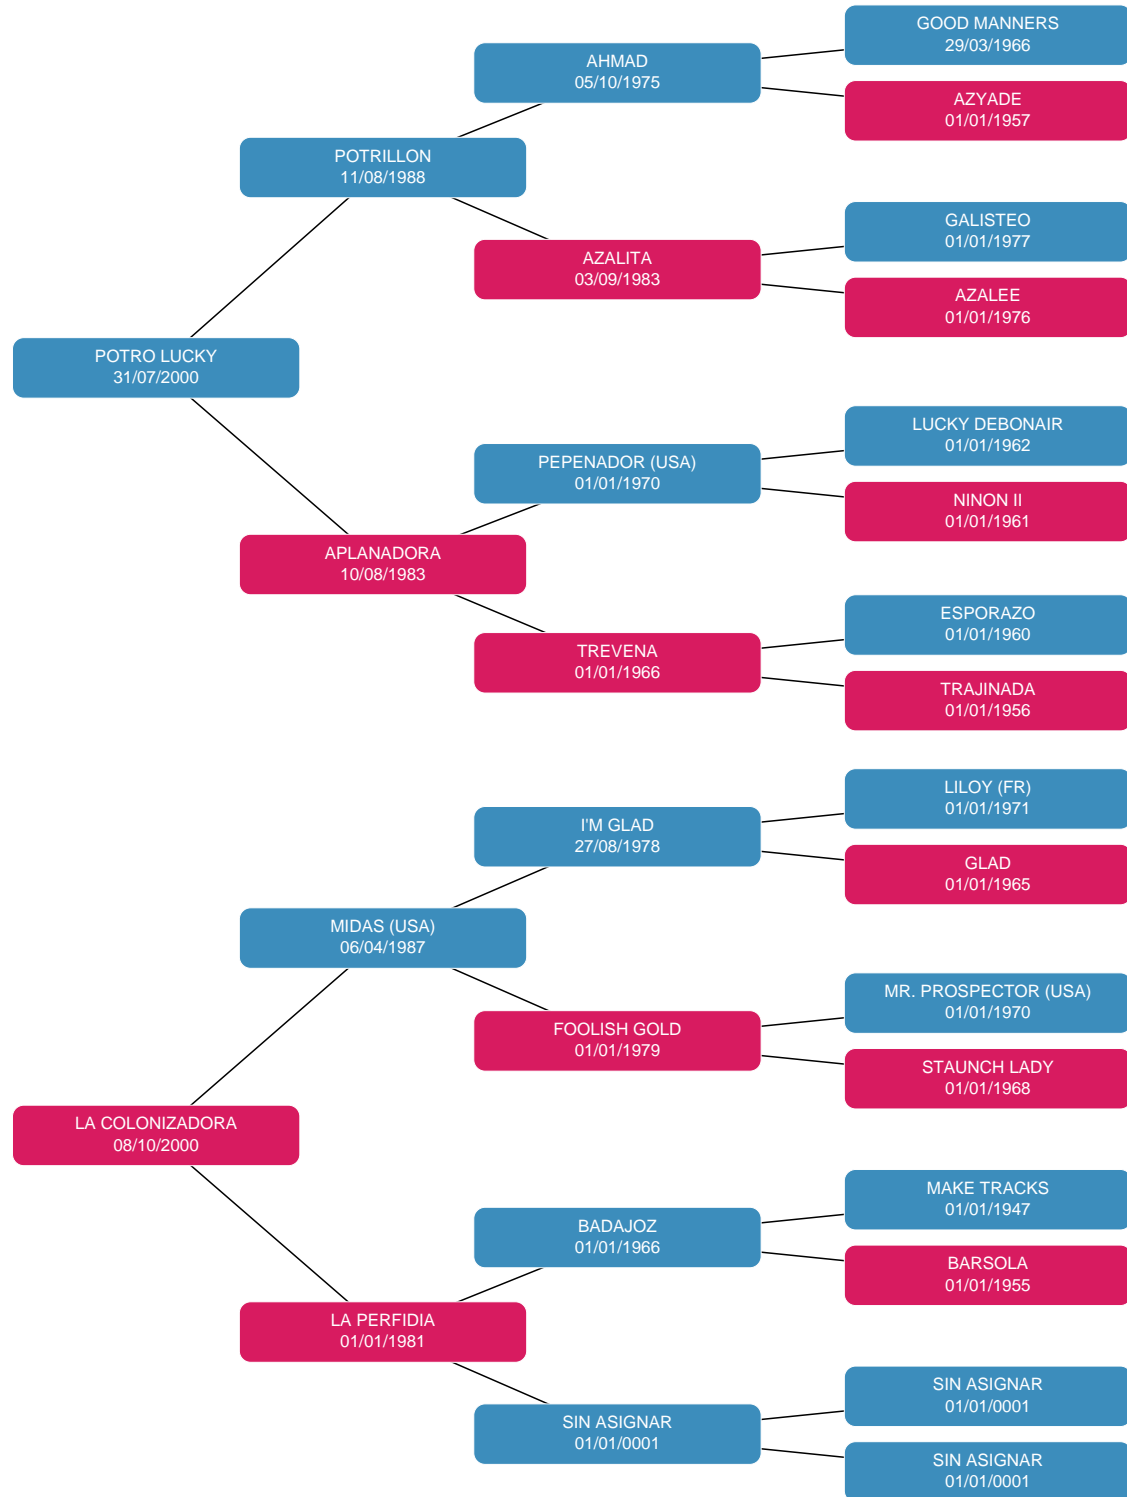 GOOD MANNERS
29/03/1966
AHMAD
05/10/1975
AZYADE
01/01/1957
POTRILLON
11/08/1988
GALISTEO
01/01/1977
AZALITA
03/09/1983
AZALEE
01/01/1976
POTRO LUCKY
31/07/2000
LUCKY DEBONAIR
01/01/1962
PEPENADOR (USA)
01/01/1970
NINON II
01/01/1961
APLANADORA
10/08/1983
ESPORAZO
01/01/1960
TREVENA
01/01/1966
TRAJINADA
01/01/1956
LILOY (FR)
01/01/1971
I'M GLAD
27/08/1978
GLAD
01/01/1965
MIDAS (USA)
06/04/1987
MR. PROSPECTOR (USA)
01/01/1970
FOOLISH GOLD
01/01/1979
STAUNCH LADY
01/01/1968
LA COLONIZADORA
08/10/2000
MAKE TRACKS
01/01/1947
BADAJOZ
01/01/1966
BARSOLA
01/01/1955
LA PERFIDIA
01/01/1981
SIN ASIGNAR
01/01/0001
SIN ASIGNAR
01/01/0001
SIN ASIGNAR
01/01/0001